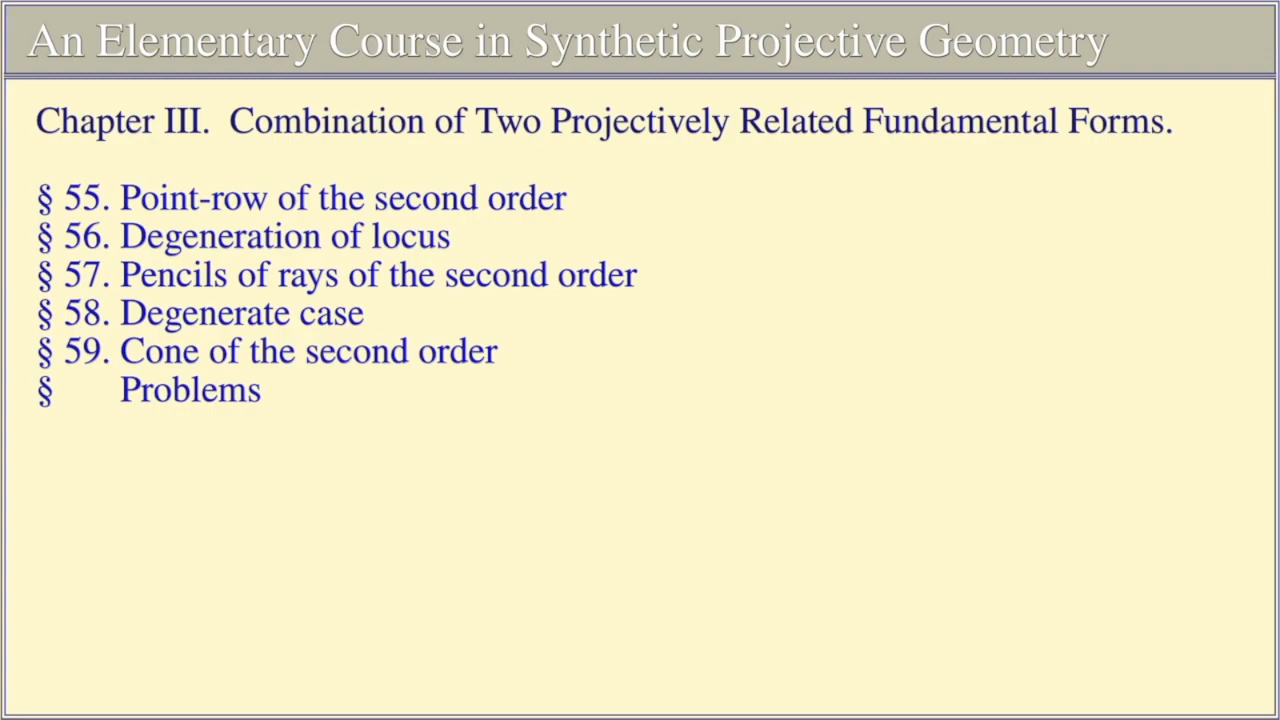 An Elementary Course in Synthetic Projective Geometry
Chapter III. Combination of Two Projectively Related Fundamental Forms.
§ 55. Point-row of the second order
§ 56. Degeneration of locus
§ 57. Pencils of rays of the second order
§ 58. Degenerate case
§ 59. Cone of the second order
§ Problems